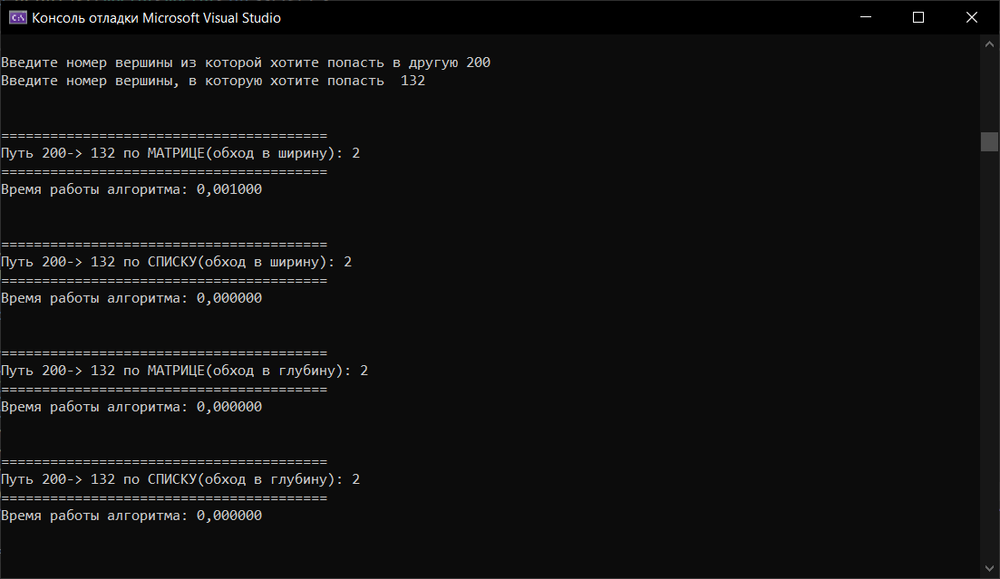 Консоль отладки Microsoft Visual Studio
Введите номер вершины из которой хотите попасть в другую 200
Введите номер вершины, в которую хотите попасть  132
========================================
Путь 200-> 132 по МАТРИЦЕ(обход в ширину): 2
========================================
Время работы алгоритма: 0,001000
========================================
Путь 200-> 132 по СПИСКУ(обход в ширину): 2
========================================
Время работы алгоритма: 0,000000
========================================
Путь 200-> 132 по МАТРИЦЕ(обход в глубину): 2
========================================
Время работы алгоритма: 0,000000
========================================
Путь 200-> 132 по СПИСКУ(обход в глубину): 2
========================================
Время работы алгоритма: 0,000000